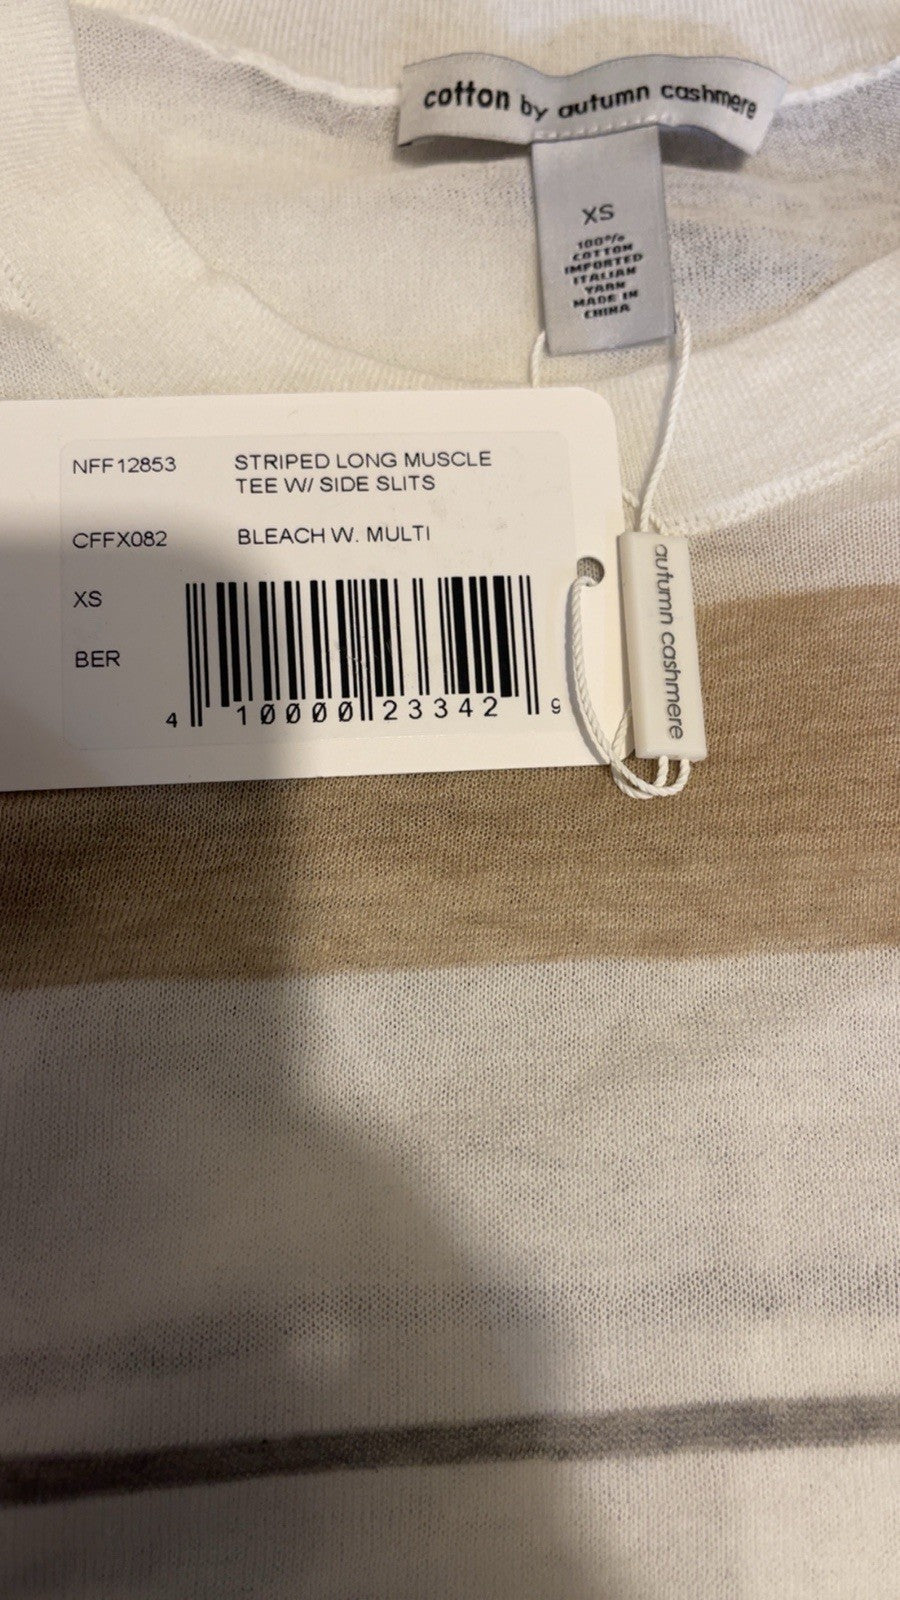 cotton by autumn cashmere
XS
100%
COTTON
IMPORTED
ITALIAN
YARN
MADE IN
CHINA
NFF12853
STRIPED LONG MUSCLE
TEE W/ SIDE SLITS
CFFX082
BLEACH W. MULTI
XS
BER
4 10000 23342 9
autumn cashmere